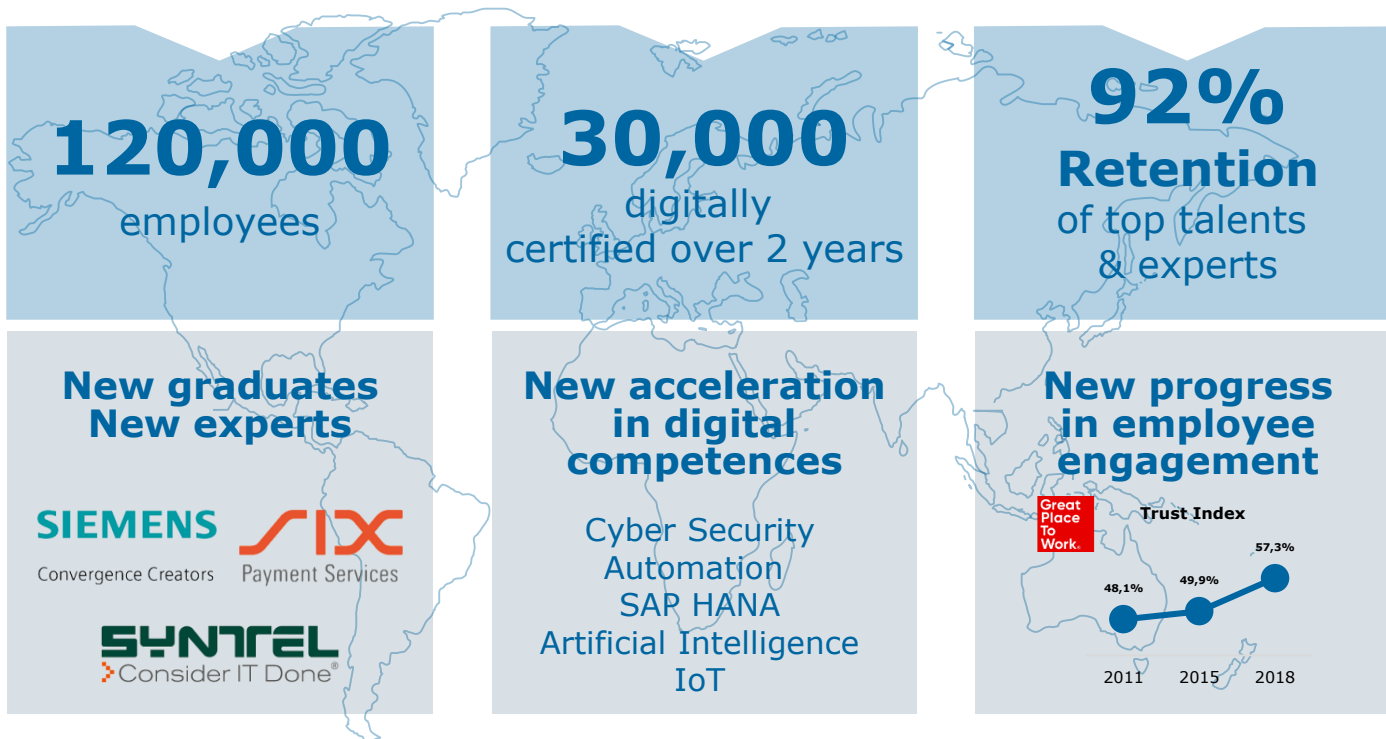 120,000
employees
30,000
digitally
certified over 2 years
92%
Retention
of top talents
& experts
New graduates
New experts
SIEMENS
Convergence Creators
SIX
Payment Services
SYNTEL
Consider IT Done®
New acceleration
in digital
competences
Cyber Security
Automation
SAP HANA
Artificial Intelligence
IoT
New progress
in employee
engagement
Great
Place
To
Work.
Trust Index
48,1%
49,9%
57,3%
2011
2015
2018